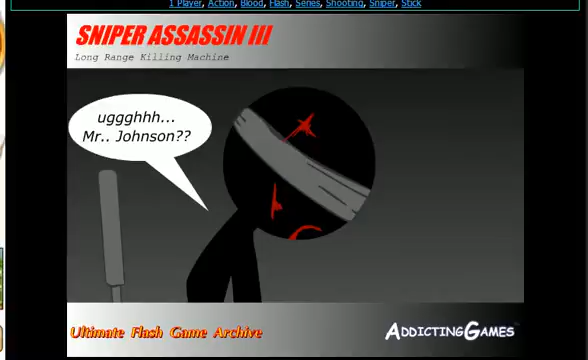 1 Player, Action, Blood, Flash, Series, Shooting, Sniper, Stick
SNIPER ASSASSIN III
Long Range Killing Machine
uggghhh...
Mr.. Johnson??
Ultimate Flash Game Archive
ADDICTINGGAMES